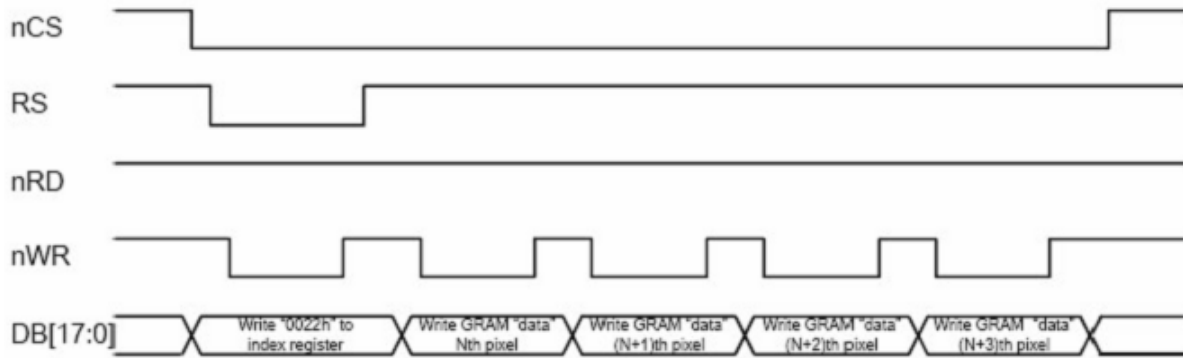 nCS
RS
nRD
nWR
DB[17:0]
Write "0022h" to
index register
Write GRAM "data"
Nth pixel
Write GRAM "data"
(N+1)th pixel
Write GRAM "data"
(N+2)th pixel
Write GRAM "data"
(N+3)th pixel